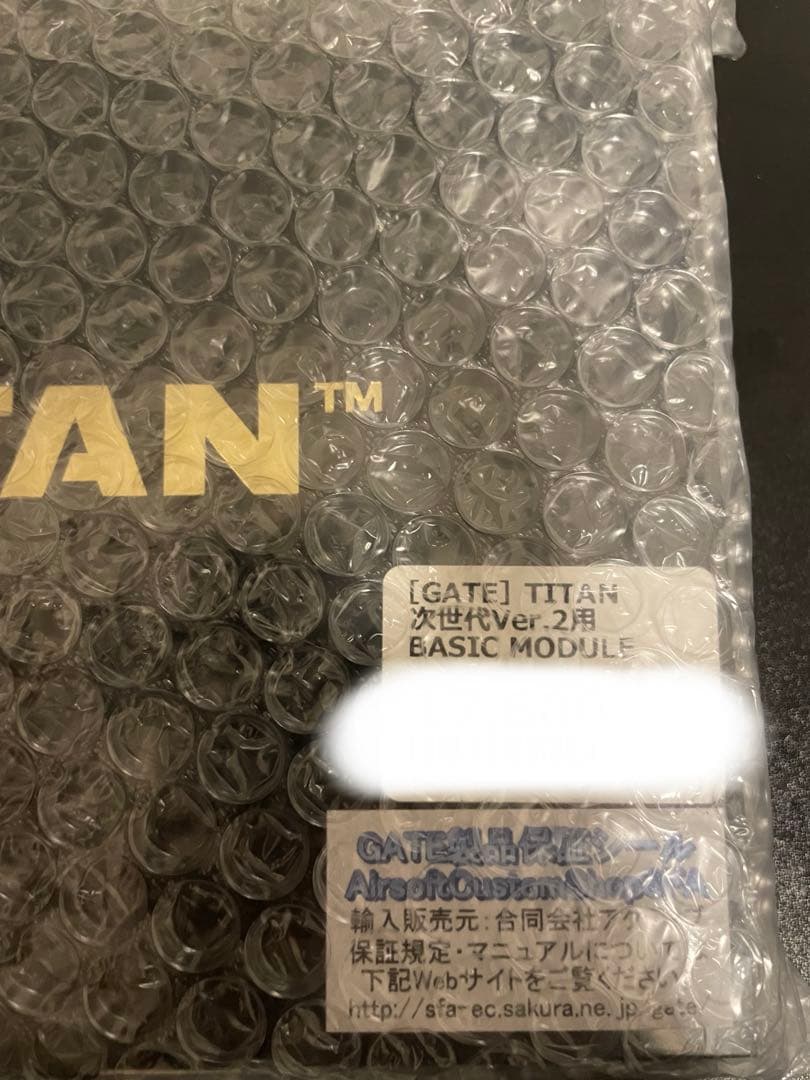 TAN™
[GATE] TITAN
次世代Ver.2用
BASIC MODULE
GATE製品保証シール
AirsoftCustom
輸入販売元:合同会社
保証規定・マニュアルについて
下記Webサイトをご覧ください
http://sfa-ec.sakura.ne.jp/gate/